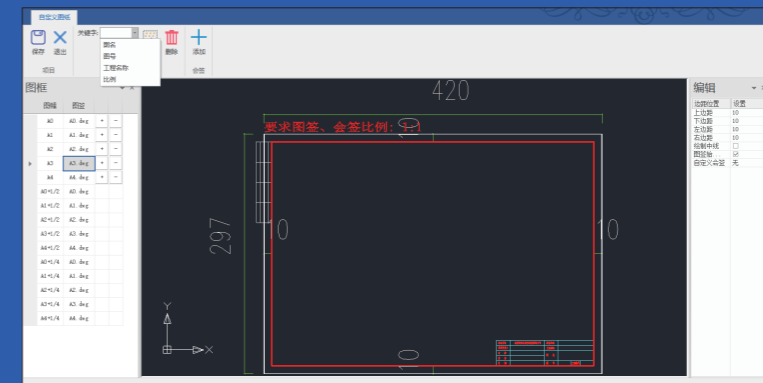 自定义图纸
关键字:
保存 退出 删除 添加
项目 会签
图名
图号
工程名称
比例
图框
图幅 图签
A0 A0.dwg + -
A1 A1.dwg + -
A2 A2.dwg + -
A3 A3.dwg + -
A4 A4.dwg + -
A0*1/2 A0.dwg
A1*1/2 A1.dwg
A2*1/2 A2.dwg
A3*1/2 A3.dwg
A4*1/2 A4.dwg
A0*1/4 A0.dwg
A1*1/4 A1.dwg
A2*1/4 A2.dwg
A3*1/4 A3.dwg
A4*1/4 A4.dwg
420
要求图签、会签比例: 1:1
0
297
10
10
0
Y
X
编辑
边距位置 设置
上边距 10
下边距 10
左边距 10
右边距 10
绘制中线
图签始
自定义会签 无